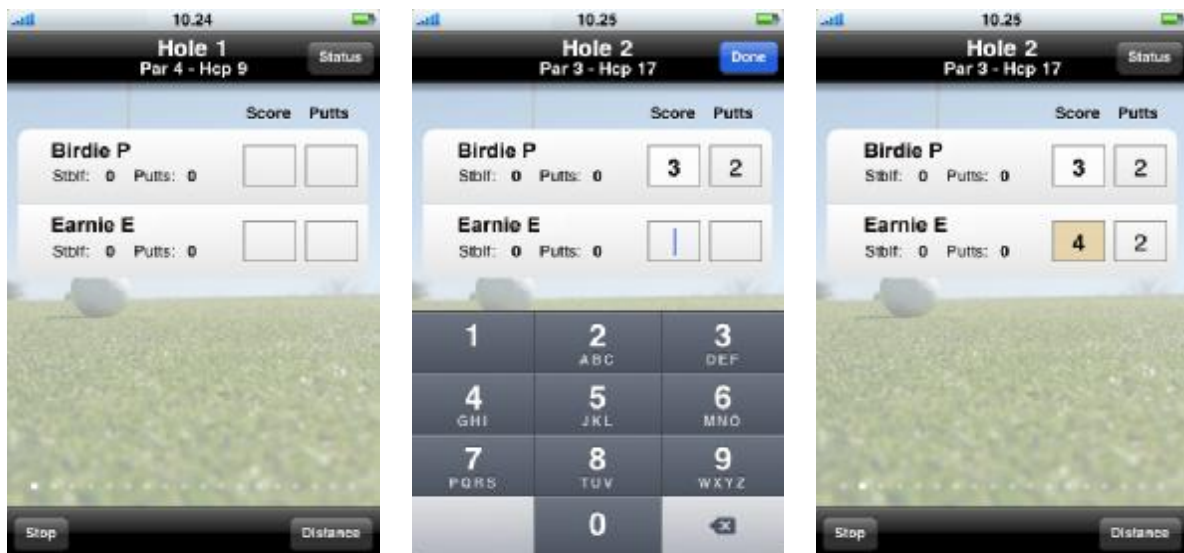 10.24
Hole 1
Par 4 - Hcp 9
Status
Score Putts
Birdie P
Stblf: 0 Putts: 0
Earnie E
Stblf: 0 Putts: 0
Stop
Distance
10.25
Hole 2
Par 3 - Hcp 17
Done
Score Putts
Birdie P
Stblf: 0 Putts: 0
3 2
Earnie E
Stblf: 0 Putts: 0
1
2
3
ABC
DEF
4
5
6
GHI
JKL
MNO
7
8
9
PQRS
TUV
WXYZ
0
10.25
Hole 2
Par 3 - Hcp 17
Status
Score Putts
Birdie P
Stblf: 0 Putts: 0
3 2
Earnie E
Stblf: 0 Putts: 0
4 2
Stop
Distance